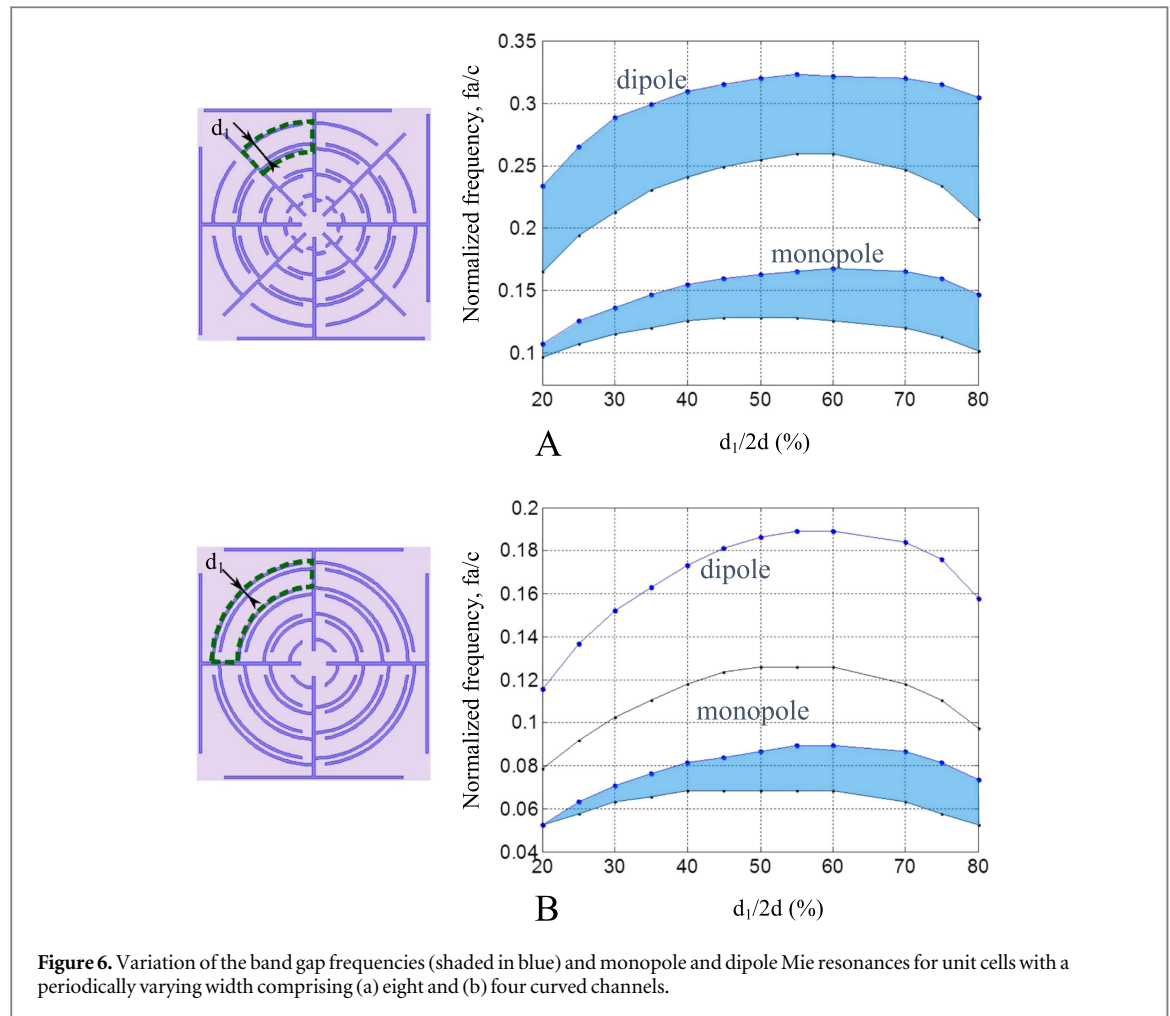 d₁
Normalized frequency, fa/c
0.35
0.3
0.25
0.2
0.15
0.1
dipole
monopole
20 30 40 50 60 70 80
A
d₁/2d (%)
d₁
Normalized frequency, fa/c
0.2
0.18
0.16
0.14
0.12
0.1
0.08
0.06
0.04
dipole
monopole
20 30 40 50 60 70 80
B
d₁/2d (%)
Figure 6. Variation of the band gap frequencies (shaded in blue) and monopole and dipole Mie resonances for unit cells with a
periodically varying width comprising (a) eight and (b) four curved channels.